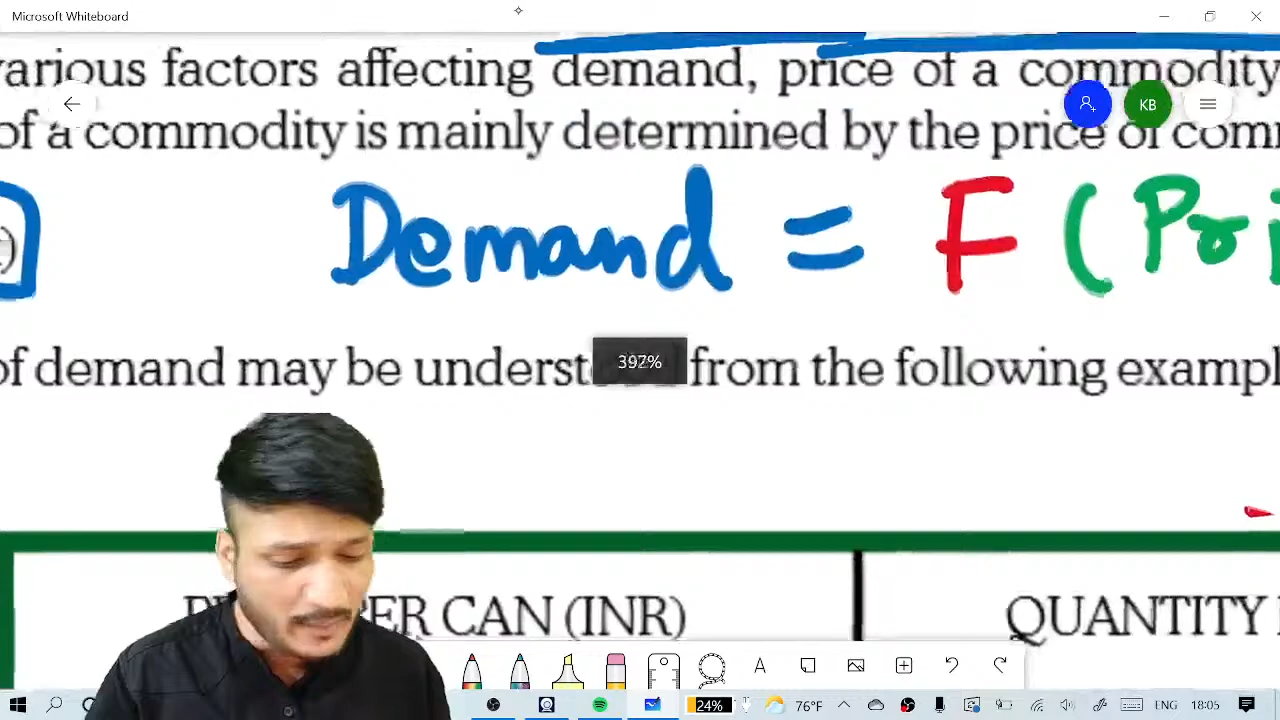 Microsoft Whiteboard
various factors affecting demand, price of a commodity
KB
of a commodity is mainly determined by the price of com
Demand = F (Pri
of demand may be underst from the following exampl
397%
ER CAN (INR)
QUANTITY
A
24% 76°F ENG 18:05